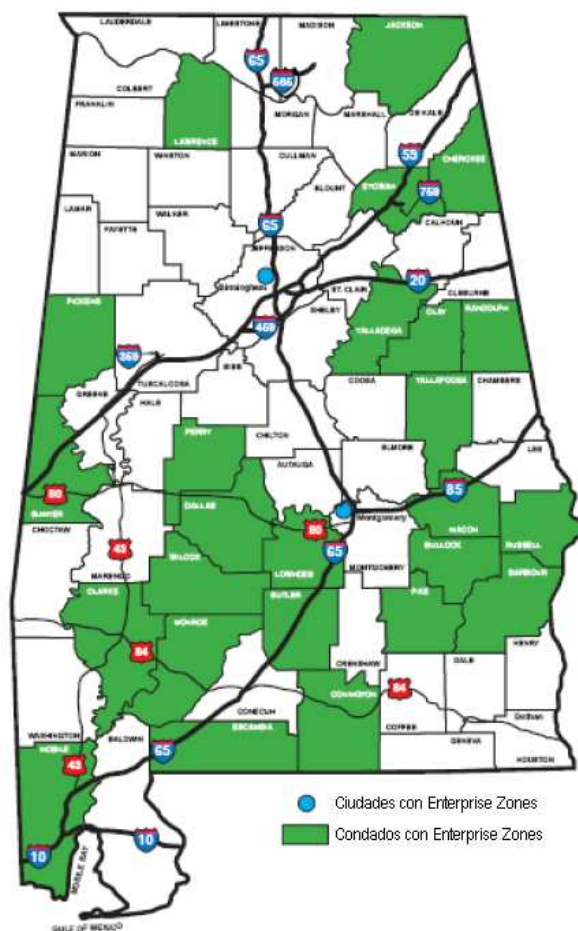 LAUDERDALE
LIMESTONE
MADISON
JACKSON
65
565
COLBERT
FRANKLIN
LAWRENCE
MORGAN
MARSHALL
DE KALB
MARION
WINSTON
CULLMAN
59
CHEROKEE
ETOWAH
759
BLOUNT
LAMAR
FAYETTE
WALKER
65
CALHOUN
JEFFERSON
Birmingham
ST. CLAIR
20
CLEBURNE
PICKENS
459
SHELBY
CLAY
RANDOLPH
TALLADEGA
359
TUSCALOOSA
BIBB
COOSA
TALLAPOOSA
CHAMBERS
GREENE
HALE
PERRY
CHILTON
ELMORE
LEE
AUTAUGA
80
SUMTER
DALLAS
85
CHOCTAW
Montgomery
80
MACON
43
65
RUSSELL
MARENGO
WILCOX
LOWNDES
MONTGOMERY
BULLOCK
BARBOUR
CLARKE
BUTLER
PIKE
MONROE
84
CRENSHAW
HENRY
DALE
COVINGTON
84
CONECUH
WASHINGTON
BALDWIN
ESCAMBIA
COFFEE
Dothan
MOBILE
43
65
GENEVA
HOUSTON
Ciudades con Enterprise Zones
Condados con Enterprise Zones
10
10
MOBILE BAY
GULF OF MEXICO